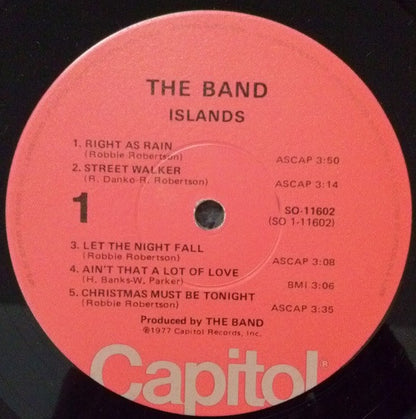 THE BAND
ISLANDS
1. RIGHT AS RAIN
(Robbie Robertson) ASCAP 3:50
2. STREET WALKER
(R. Danko-R. Robertson) ASCAP 3:14
1
SO-11602
(SO 1-11602)
3. LET THE NIGHT FALL
(Robbie Robertson) ASCAP 3:08
4. AIN'T THAT A LOT OF LOVE
(H. Banks-W. Parker) BMI 3:06
5. CHRISTMAS MUST BE TONIGHT
(Robbie Robertson) ASCAP 3:35
Produced by THE BAND
℗1977 Capitol Records, Inc.
Capitol®